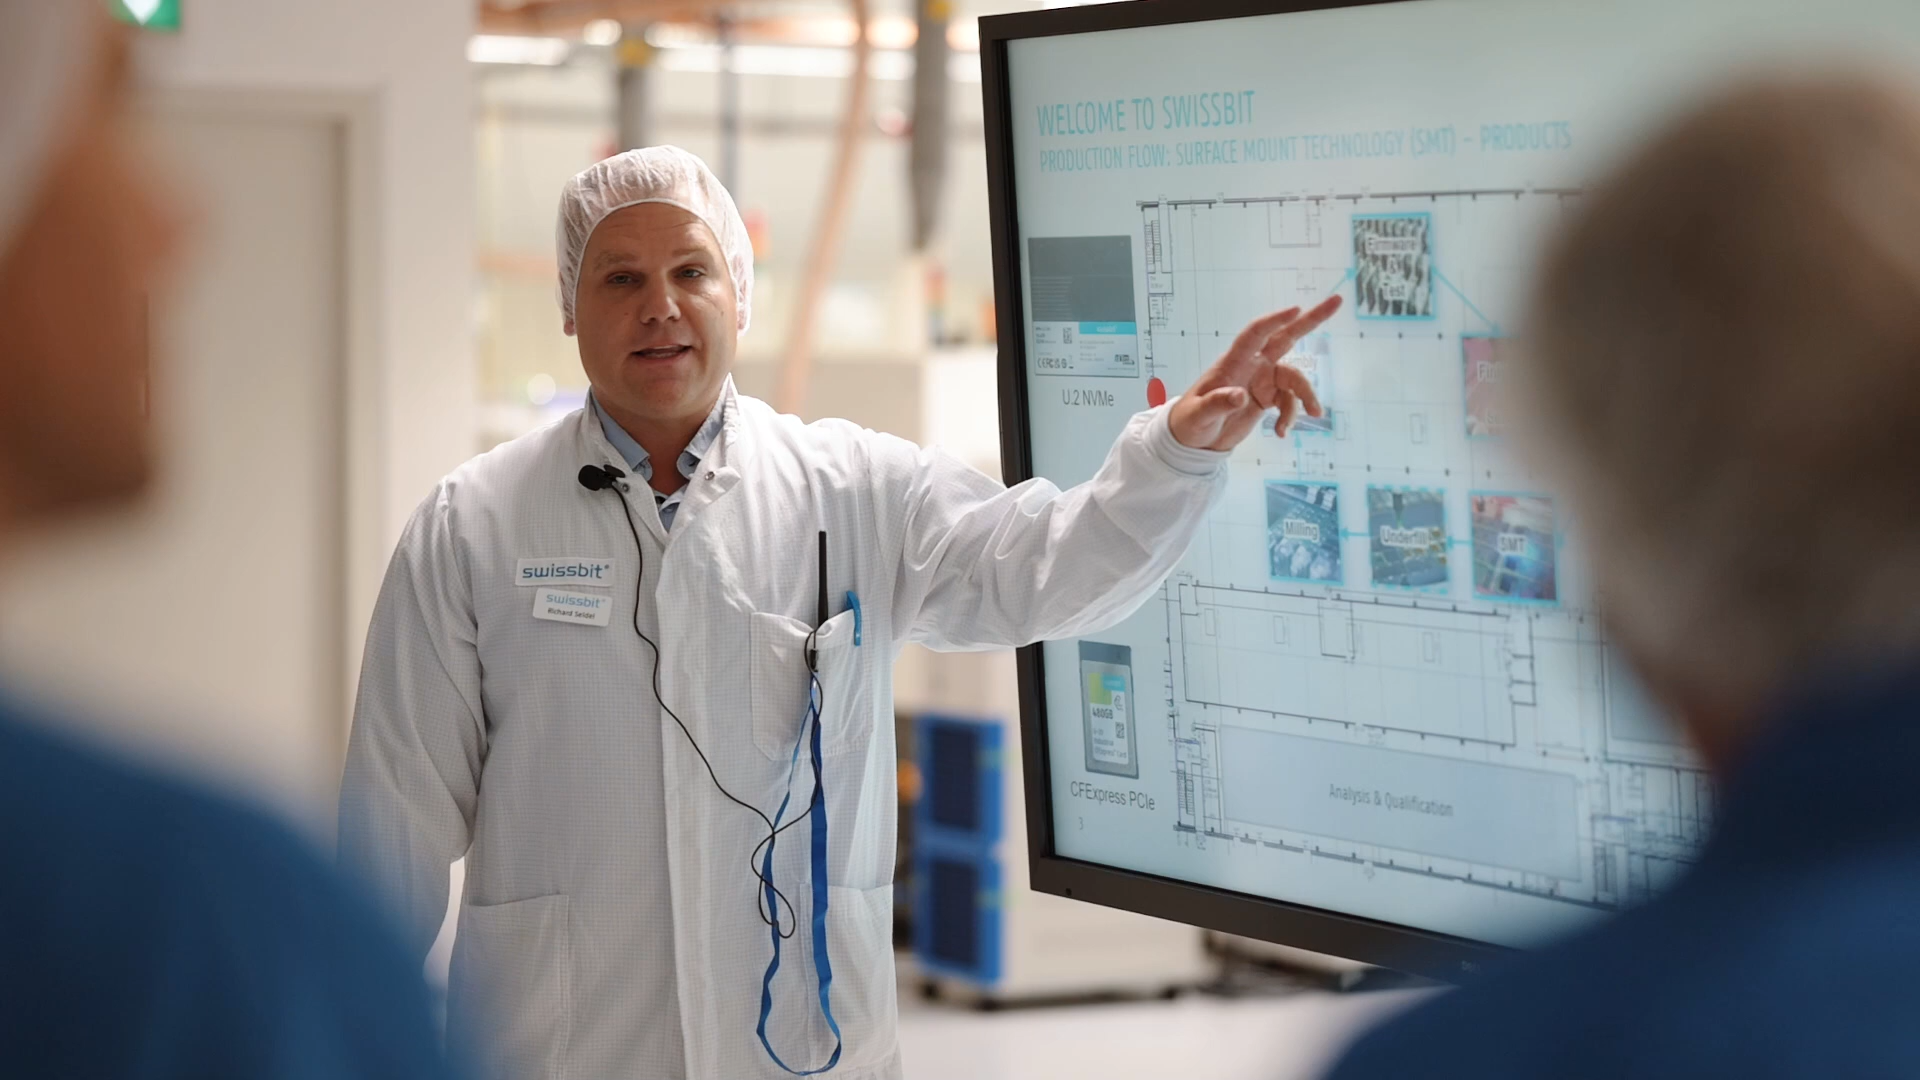 WELCOME TO SWISSBIT
PRODUCTION FLOW: SURFACE MOUNT TECHNOLOGY (SMT) – PRODUCTS
Firmware
&
Test
U.2 NVMe
Milling
Underfill
SMT
swissbit®
swissbit®
Richard Seidel
480GB
CFExpress PCIe
Analysis & Qualification
3